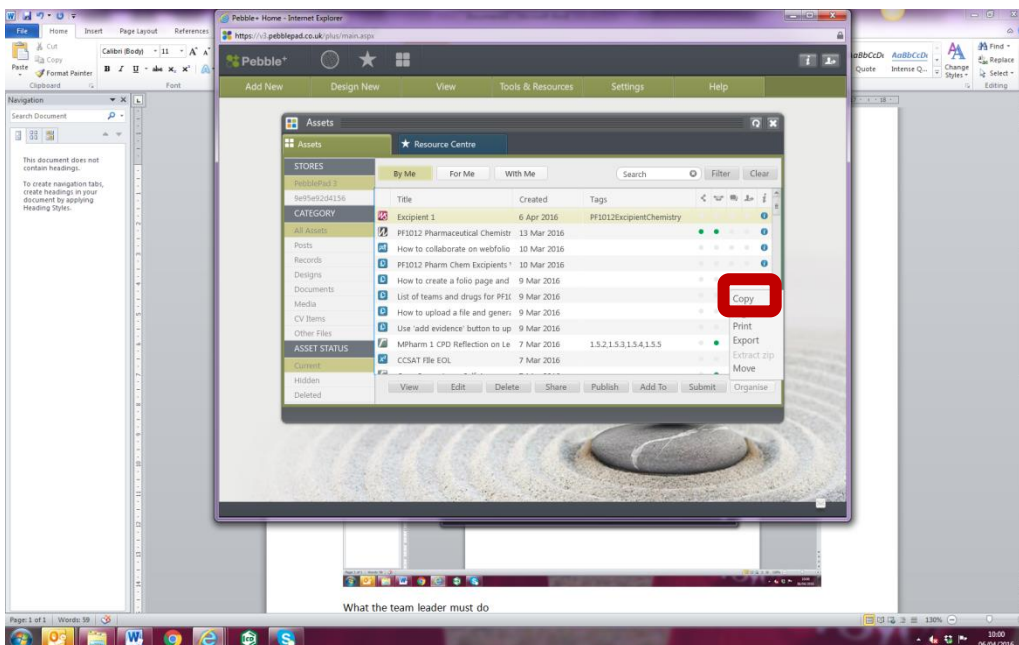 File Home Insert Page Layout References
Cut
Copy
Paste
Format Painter
Clipboard
Calibri (Body) 11
Font
Pebble+ Home - Internet Explorer
https://v3.pebblepad.co.uk/plus/main.aspx
Pebble+
Add New Design New View Tools & Resources Settings Help
AaBbCcDc
Quote Intense Q...
Change
Styles
Find
Replace
Select
Editing
Navigation
Search Document
This document does not
contain headings.
To create navigation tabs,
create headings in your
document by applying
Heading Styles.
Assets
Assets Resource Centre
STORES
PebblePad 3
9e95e92d4156
CATEGORY
All Assets
Posts
Records
Designs
Documents
Media
CV Items
Other Files
ASSET STATUS
Current
Hidden
Deleted
By Me For Me With Me Search Filter Clear
Title Created Tags
Excipient 1 6 Apr 2016 PF1012ExcipientChemistry
PF1012 Pharmaceutical Chemistr 13 Mar 2016
How to collaborate on webfolio 10 Mar 2016
PF1012 Pharm Chem Excipients 10 Mar 2016
How to create a folio page and 9 Mar 2016
List of teams and drugs for PF1( 9 Mar 2016
How to upload a file and genera 9 Mar 2016
Use 'add evidence' button to up 9 Mar 2016
MPharm 1 CPD Reflection on Le 7 Mar 2016 1.5.2,1.5.3,1.5.4,1.5.5
CCSAT File EOL 7 Mar 2016
Copy
Print
Export
Extract zip
Move
View Edit Delete Share Publish Add To Submit Organise
What the team leader must do
Page: 1 of 1 Words: 59
130%
10:00
06/04/2016